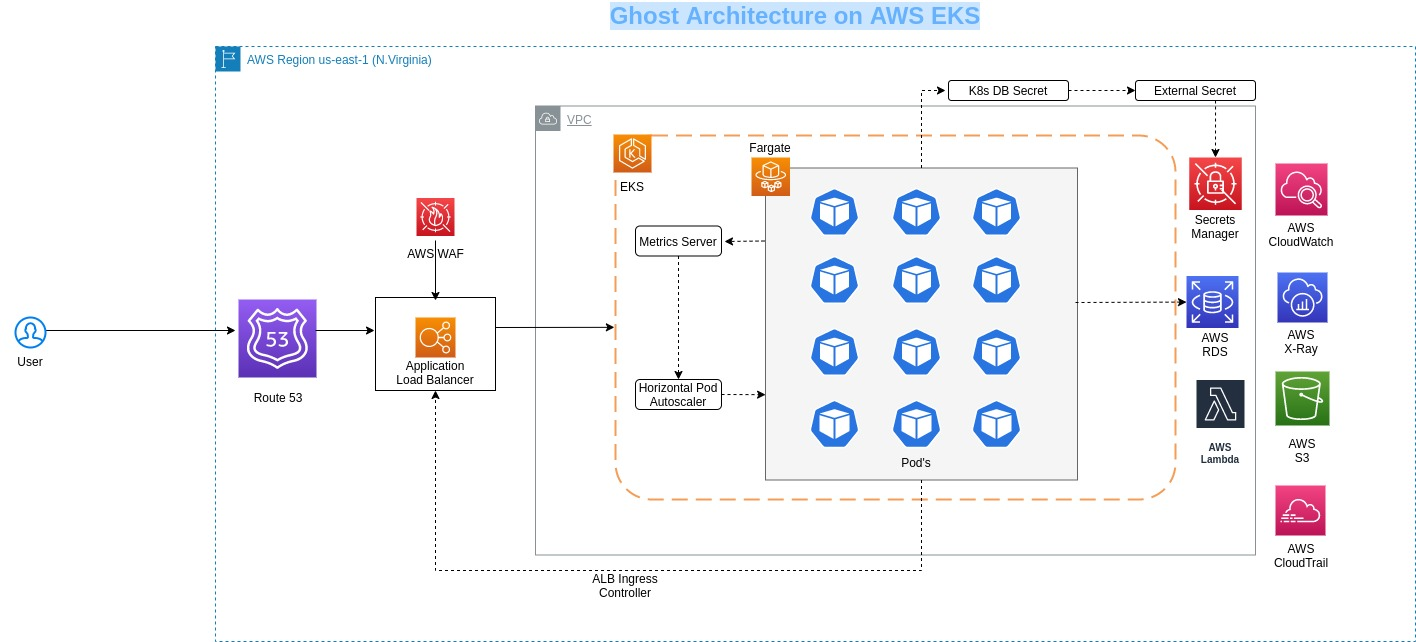 Ghost Architecture on AWS EKS
AWS Region us-east-1 (N.Virginia)
K8s DB Secret
External Secret
VPC
Fargate
EKS
Secrets
Manager
AWS
CloudWatch
AWS WAF
Metrics Server
53
User
Route 53
Application
Load Balancer
AWS
RDS
AWS
X-Ray
Horizontal Pod
Autoscaler
AWS
Lambda
AWS
S3
Pod's
AWS
CloudTrail
ALB Ingress
Controller